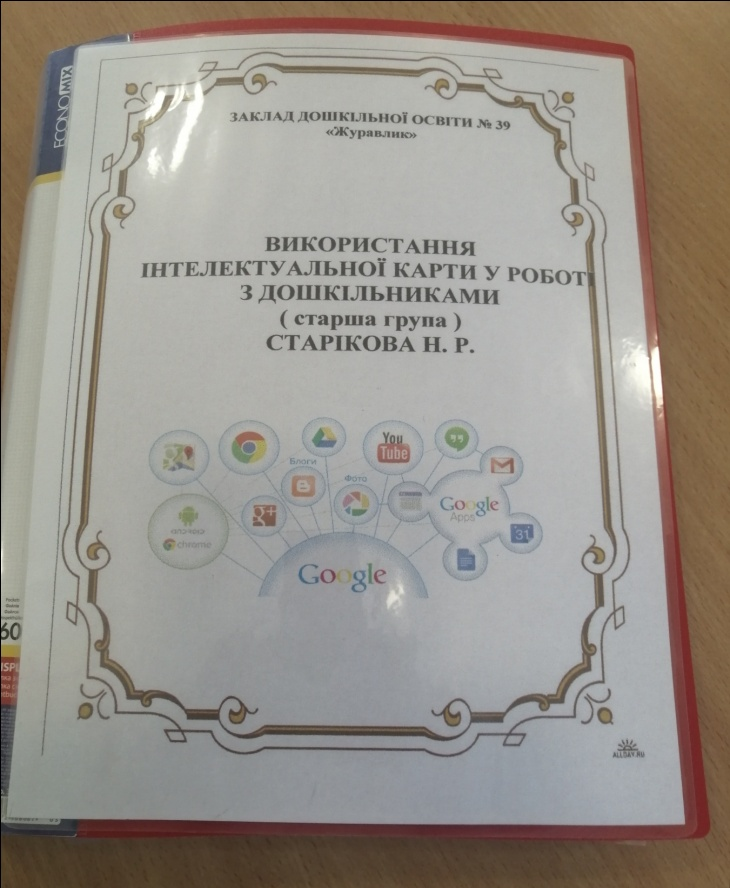 ECONOMIX
ЗАКЛАД ДОШКІЛЬНОЇ ОСВІТИ № 39
«Журавлик»
ВИКОРИСТАННЯ
ІНТЕЛЕКТУАЛЬНОЇ КАРТИ У РОБОТІ
З ДОШКІЛЬНИКАМИ
( старша група )
СТАРІКОВА Н. Р.
You
Tube
Блоги
Фото
g+
Google
Apps
android
chrome
31
Google
60
ALLDAY.RU